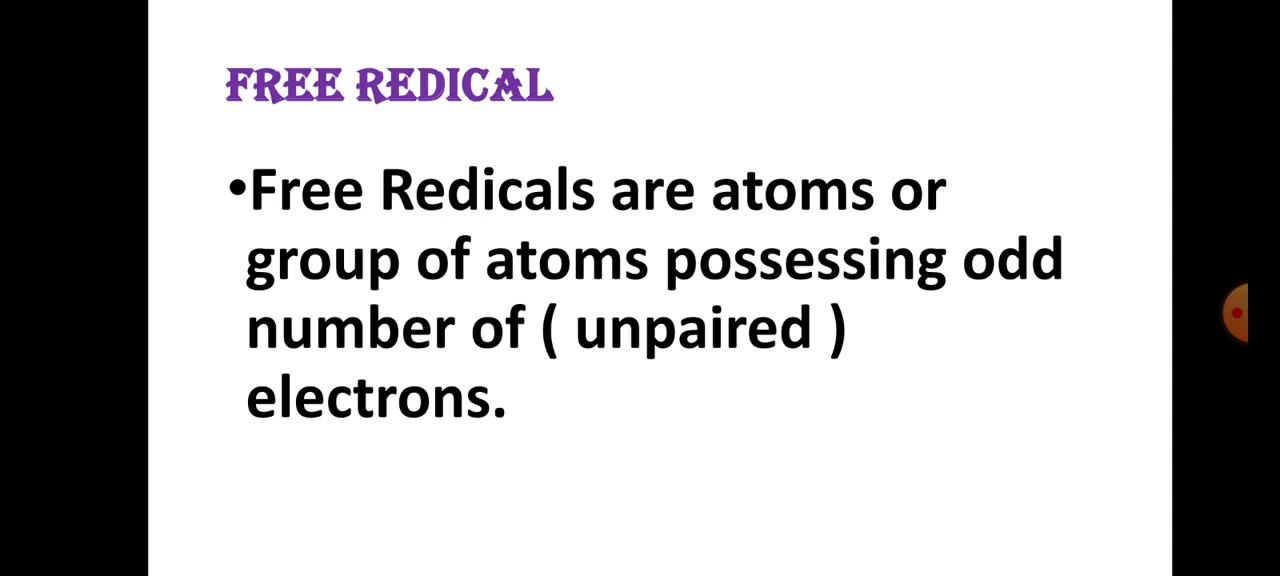 FREE REDICAL
•Free Redicals are atoms or
group of atoms possessing odd
number of ( unpaired )
electrons.